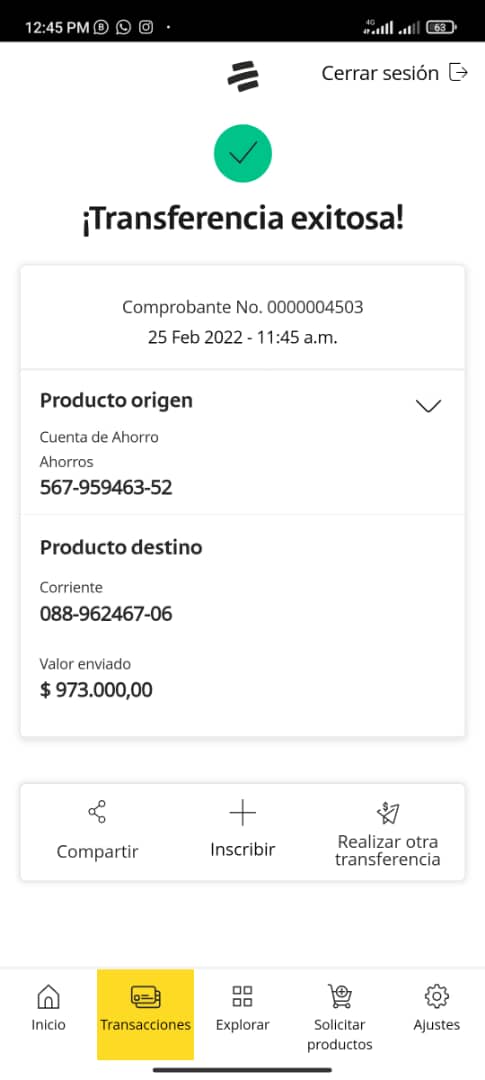 12:45 PM
4G
63
Cerrar sesión
¡Transferencia exitosa!
Comprobante No. 0000004503
25 Feb 2022 - 11:45 a.m.
Producto origen
Cuenta de Ahorro
Ahorros
567-959463-52
Producto destino
Corriente
088-962467-06
Valor enviado
$ 973.000,00
Compartir
Inscribir
Realizar otra
transferencia
Inicio
Transacciones
Explorar
Solicitar
productos
Ajustes